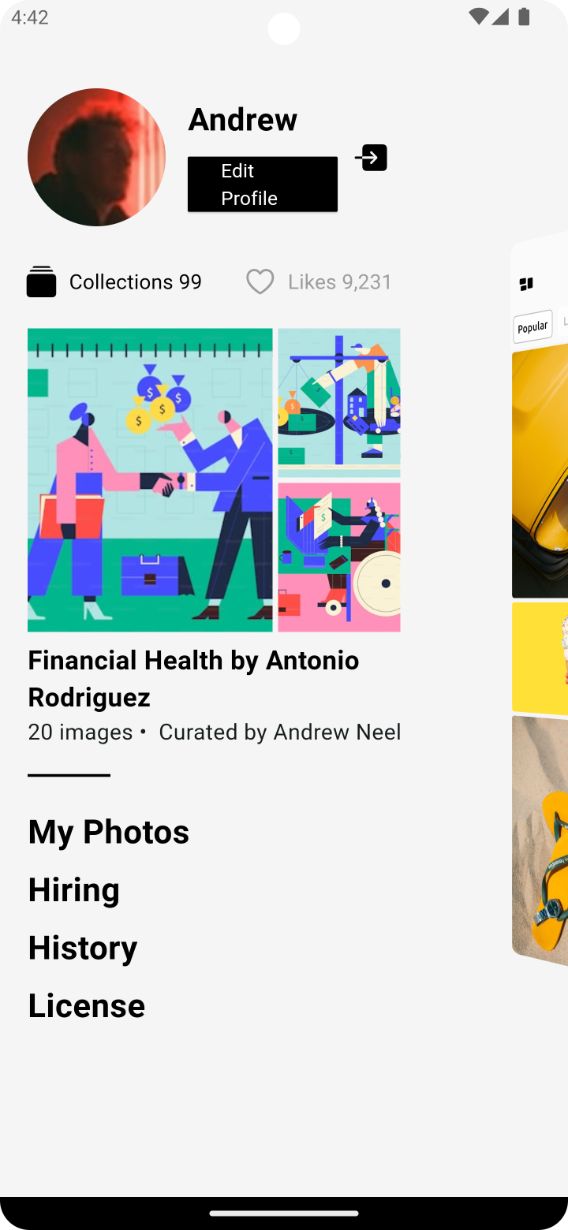 4:42
Andrew
Edit
Profile
Collections 99
Likes 9,231
Financial Health by Antonio
Rodriguez
20 images • Curated by Andrew Neel
My Photos
Hiring
History
License
Popular
L
$
$
$
$
$